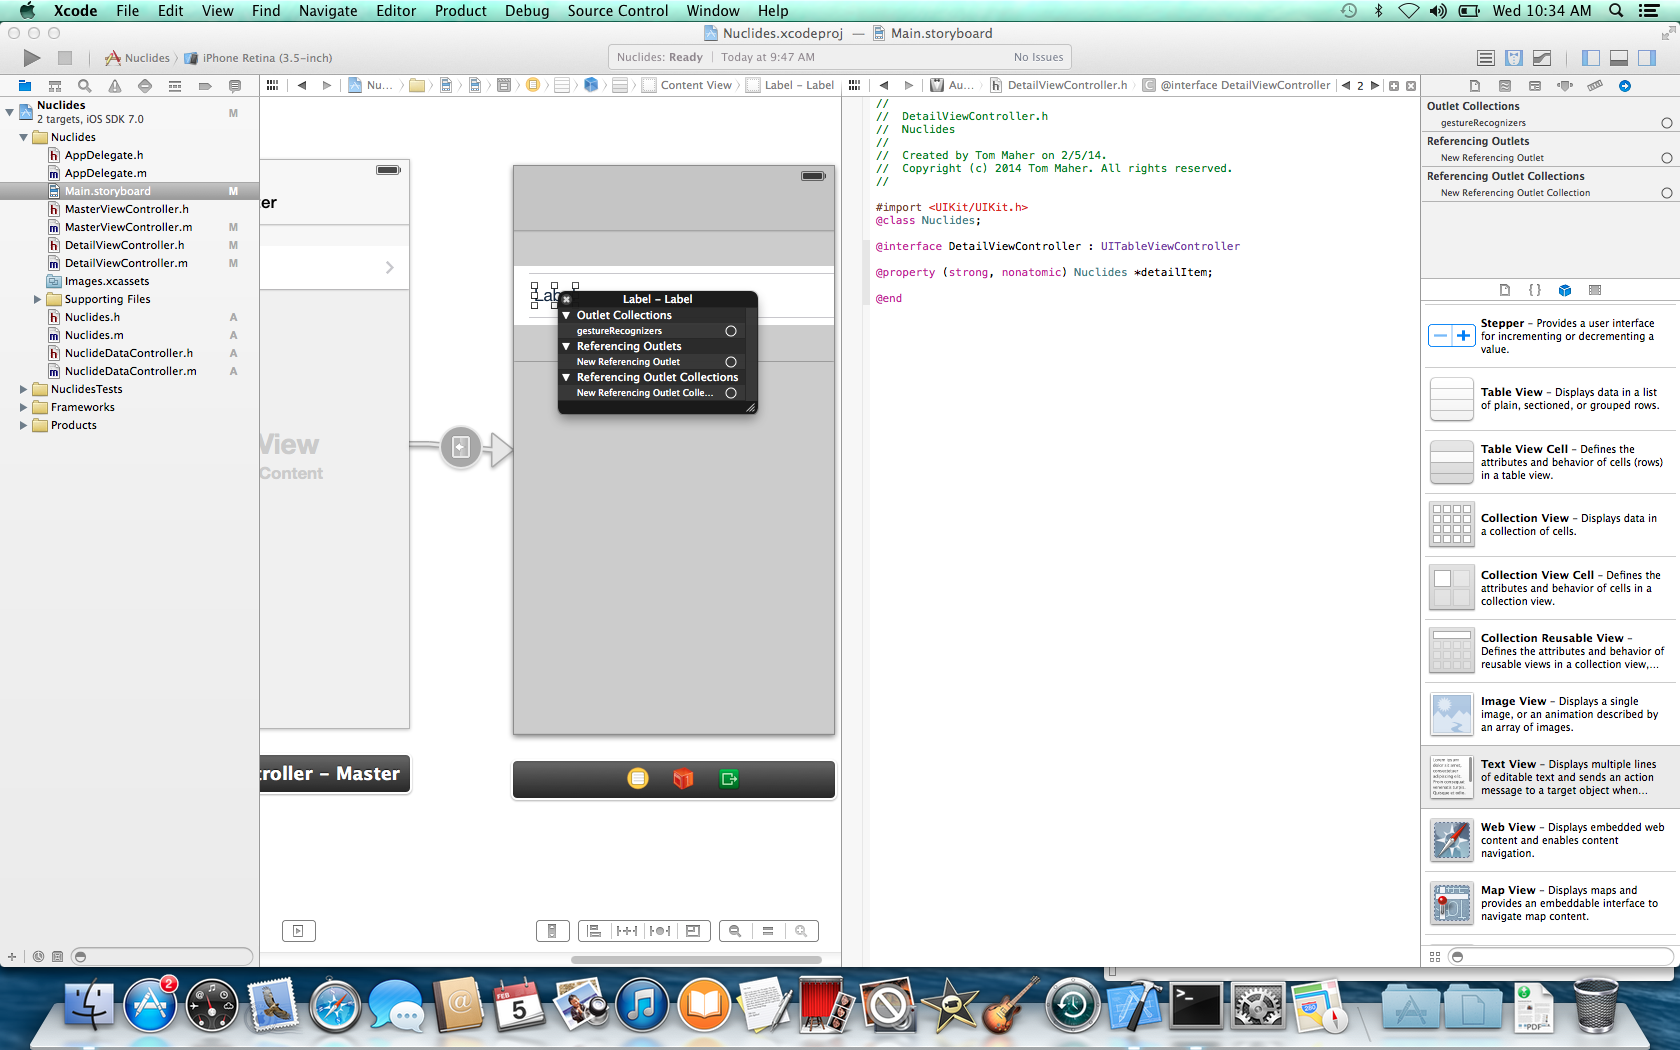 Xcode File Edit View Find Navigate Editor Product Debug Source Control Window Help Wed 10:34 AM
Nuclides.xcodeproj — Main.storyboard
Nuclides iPhone Retina (3.5-inch)
Nuclides: Ready Today at 9:47 AM No Issues
Nu... Content View Label – Label
Au... DetailViewController.h @interface DetailViewController 2
Nuclides M
2 targets, iOS SDK 7.0
Nuclides
AppDelegate.h
AppDelegate.m
Main.storyboard M
MasterViewController.h
MasterViewController.m M
DetailViewController.h M
DetailViewController.m M
Images.xcassets
Supporting Files
Nuclides.h A
Nuclides.m A
NuclideDataController.h A
NuclideDataController.m A
NuclidesTests
Frameworks
Products
er
View
Content
troller – Master
Label – Label
Outlet Collections
gestureRecognizers
Referencing Outlets
New Referencing Outlet
Referencing Outlet Collections
New Referencing Outlet Colle...
//
// DetailViewController.h
// Nuclides
//
// Created by Tom Maher on 2/5/14.
// Copyright (c) 2014 Tom Maher. All rights reserved.
//
#import <UIKit/UIKit.h>
@class Nuclides;
@interface DetailViewController : UITableViewController
@property (strong, nonatomic) Nuclides *detailItem;
@end
Outlet Collections
gestureRecognizers
Referencing Outlets
New Referencing Outlet
Referencing Outlet Collections
New Referencing Outlet Collection
{ }
Stepper – Provides a user interface
for incrementing or decrementing a
value.
Table View – Displays data in a list
of plain, sectioned, or grouped rows.
Table View Cell – Defines the
attributes and behavior of cells (rows)
in a table view.
Collection View – Displays data in
a collection of cells.
Collection View Cell – Defines the
attributes and behavior of cells in a
collection view.
Collection Reusable View –
Defines the attributes and behavior of
reusable views in a collection view,...
Image View – Displays a single
image, or an animation described by
an array of images.
Text View – Displays multiple lines
of editable text and sends an action
message to a target object when...
Web View – Displays embedded web
content and enables content
navigation.
Map View – Displays maps and
provides an embeddable interface to
navigate map content.
2
FEB
5
PDF